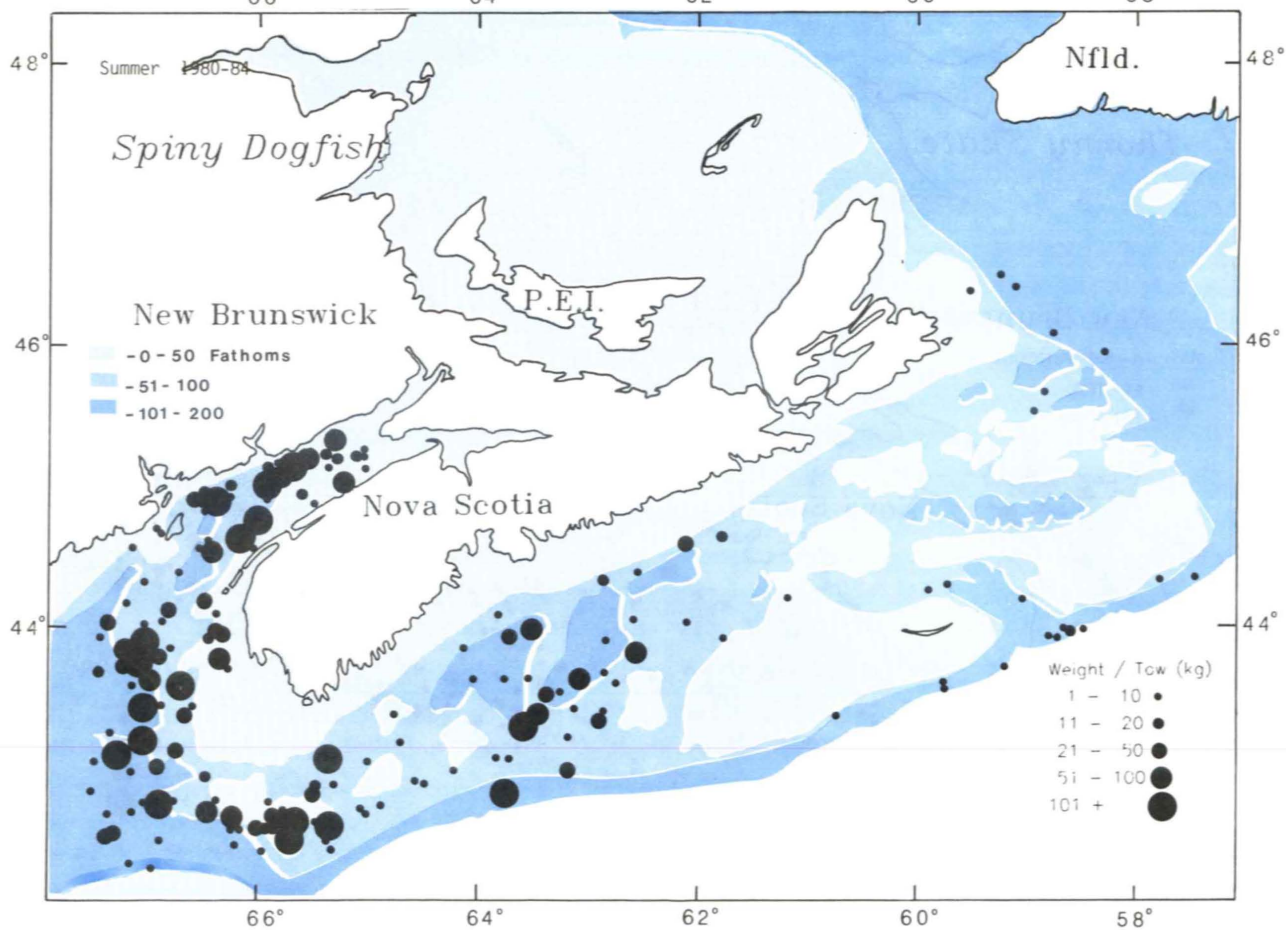 48°
48°
Summer 1980-84
Nfld.
Spiny Dogfish
P.E.I.
New Brunswick
-0-50 Fathoms
46°
46°
-51-100
-101-200
Nova Scotia
44°
44°
Weight / Tow (kg)
1 - 10
11 - 20
21 - 50
51 - 100
101 +
66°
64°
62°
60°
58°